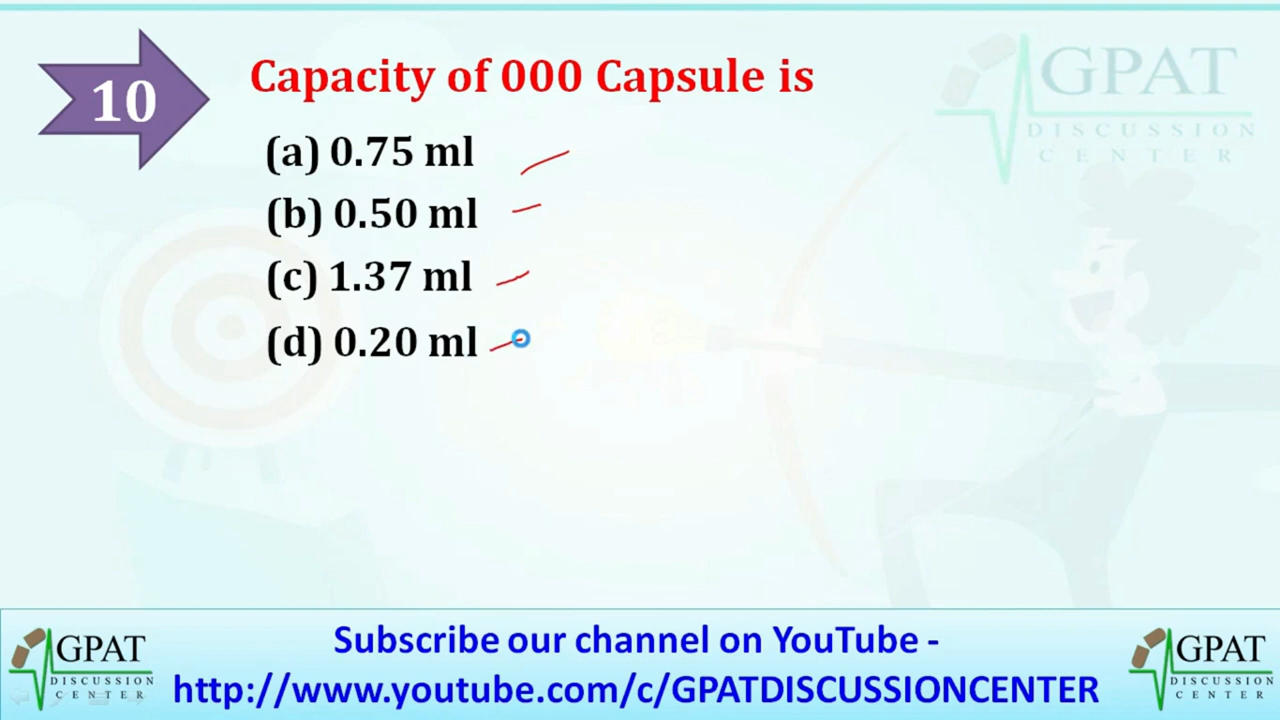 10
Capacity of 000 Capsule is
(a) 0.75 ml
(b) 0.50 ml
(c) 1.37 ml
(d) 0.20 ml
GPAT
DISCUSSION
CENTER
Subscribe our channel on YouTube -
http://www.youtube.com/c/GPATDISCUSSIONCENTER
GPAT
DISCUSSION
CENTER
GPAT
DISCUSSION
CENTER